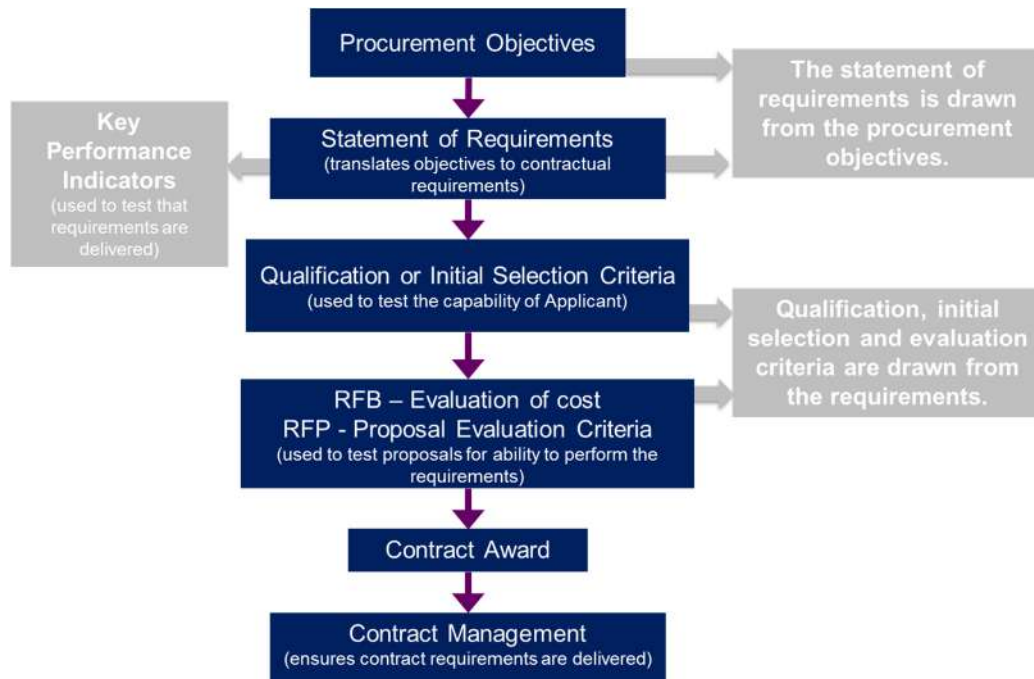 Procurement Objectives
The statement of
requirements is drawn
from the procurement
objectives.
Key
Performance
Indicators
(used to test that
requirements are
delivered)
Statement of Requirements
(translates objectives to contractual
requirements)
Qualification or Initial Selection Criteria
(used to test the capability of Applicant)
Qualification, initial
selection and evaluation
criteria are drawn from
the requirements.
RFB – Evaluation of cost
RFP - Proposal Evaluation Criteria
(used to test proposals for ability to perform the
requirements)
Contract Award
Contract Management
(ensures contract requirements are delivered)